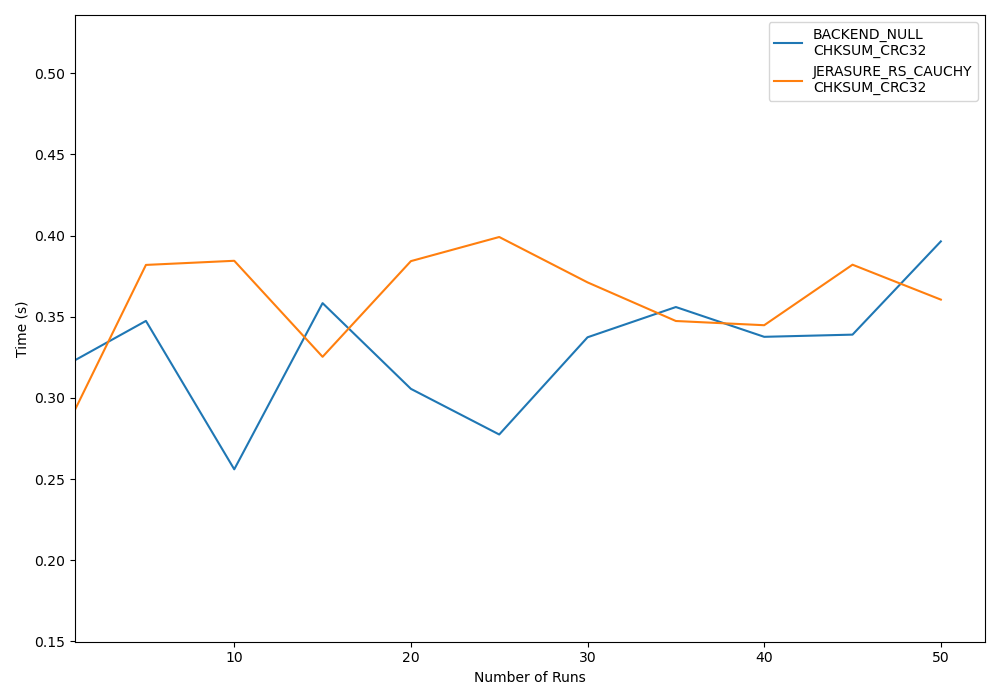 BACKEND_NULL
CHKSUM_CRC32
JERASURE_RS_CAUCHY
CHKSUM_CRC32
Time (s)
0.50
0.45
0.40
0.35
0.30
0.25
0.20
0.15
10 20 30 40 50
Number of Runs